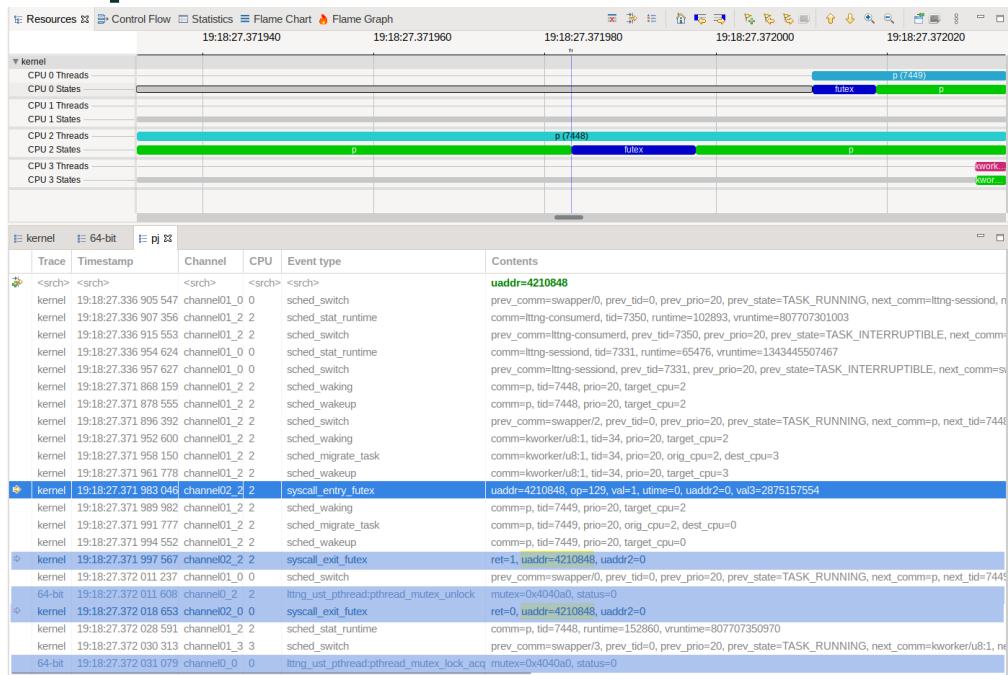 Resources Control Flow Statistics Flame Chart Flame Graph
19:18:27.371940 19:18:27.371960 19:18:27.371980 19:18:27.372000 19:18:27.372020
kernel
CPU 0 Threads p (7449)
CPU 0 States futex p
CPU 1 Threads
CPU 1 States
CPU 2 Threads p (7448)
CPU 2 States p futex p
CPU 3 Threads kwork...
CPU 3 States kwor...
kernel 64-bit pj
Trace Timestamp Channel CPU Event type Contents
<srch> <srch> <srch> <srch> <srch> uaddr=4210848
kernel 19:18:27.336 905 547 channel01_0 0 sched_switch prev_comm=swapper/0, prev_tid=0, prev_prio=20, prev_state=TASK_RUNNING, next_comm=lttng-sessiond, n
kernel 19:18:27.336 907 356 channel01_2 2 sched_stat_runtime comm=lttng-consumerd, tid=7350, runtime=102893, vruntime=807707301003
kernel 19:18:27.336 915 553 channel01_2 2 sched_switch prev_comm=lttng-consumerd, prev_tid=7350, prev_prio=20, prev_state=TASK_INTERRUPTIBLE, next_comm=
kernel 19:18:27.336 954 624 channel01_0 0 sched_stat_runtime comm=lttng-sessiond, tid=7331, runtime=65476, vruntime=1343445507467
kernel 19:18:27.336 957 627 channel01_0 0 sched_switch prev_comm=lttng-sessiond, prev_tid=7331, prev_prio=20, prev_state=TASK_INTERRUPTIBLE, next_comm=sw
kernel 19:18:27.371 868 159 channel01_2 2 sched_waking comm=p, tid=7448, prio=20, target_cpu=2
kernel 19:18:27.371 878 555 channel01_2 2 sched_wakeup comm=p, tid=7448, prio=20, target_cpu=2
kernel 19:18:27.371 896 392 channel01_2 2 sched_switch prev_comm=swapper/2, prev_tid=0, prev_prio=20, prev_state=TASK_RUNNING, next_comm=p, next_tid=7448
kernel 19:18:27.371 952 600 channel01_2 2 sched_waking comm=kworker/u8:1, tid=34, prio=20, target_cpu=2
kernel 19:18:27.371 958 150 channel01_2 2 sched_migrate_task comm=kworker/u8:1, tid=34, prio=20, orig_cpu=2, dest_cpu=3
kernel 19:18:27.371 961 778 channel01_2 2 sched_wakeup comm=kworker/u8:1, tid=34, prio=20, target_cpu=3
kernel 19:18:27.371 983 046 channel02_2 2 syscall_entry_futex uaddr=4210848, op=129, val=1, utime=0, uaddr2=0, val3=2875157554
kernel 19:18:27.371 989 982 channel01_2 2 sched_waking comm=p, tid=7449, prio=20, target_cpu=2
kernel 19:18:27.371 991 777 channel01_2 2 sched_migrate_task comm=p, tid=7449, prio=20, orig_cpu=2, dest_cpu=0
kernel 19:18:27.371 994 552 channel01_2 2 sched_wakeup comm=p, tid=7449, prio=20, target_cpu=0
kernel 19:18:27.371 997 567 channel02_2 2 syscall_exit_futex ret=1, uaddr=4210848, uaddr2=0
kernel 19:18:27.372 011 237 channel01_0 0 sched_switch prev_comm=swapper/0, prev_tid=0, prev_prio=20, prev_state=TASK_RUNNING, next_comm=p, next_tid=7449
64-bit 19:18:27.372 011 608 channel0_2 2 lttng_ust_pthread:pthread_mutex_unlock mutex=0x4040a0, status=0
kernel 19:18:27.372 018 653 channel02_0 0 syscall_exit_futex ret=0, uaddr=4210848, uaddr2=0
kernel 19:18:27.372 028 591 channel01_2 2 sched_stat_runtime comm=p, tid=7448, runtime=152860, vruntime=807707350970
kernel 19:18:27.372 030 313 channel01_3 3 sched_switch prev_comm=swapper/3, prev_tid=0, prev_prio=20, prev_state=TASK_RUNNING, next_comm=kworker/u8:1, ne
64-bit 19:18:27.372 031 079 channel0_0 0 lttng_ust_pthread:pthread_mutex_lock_acq mutex=0x4040a0, status=0